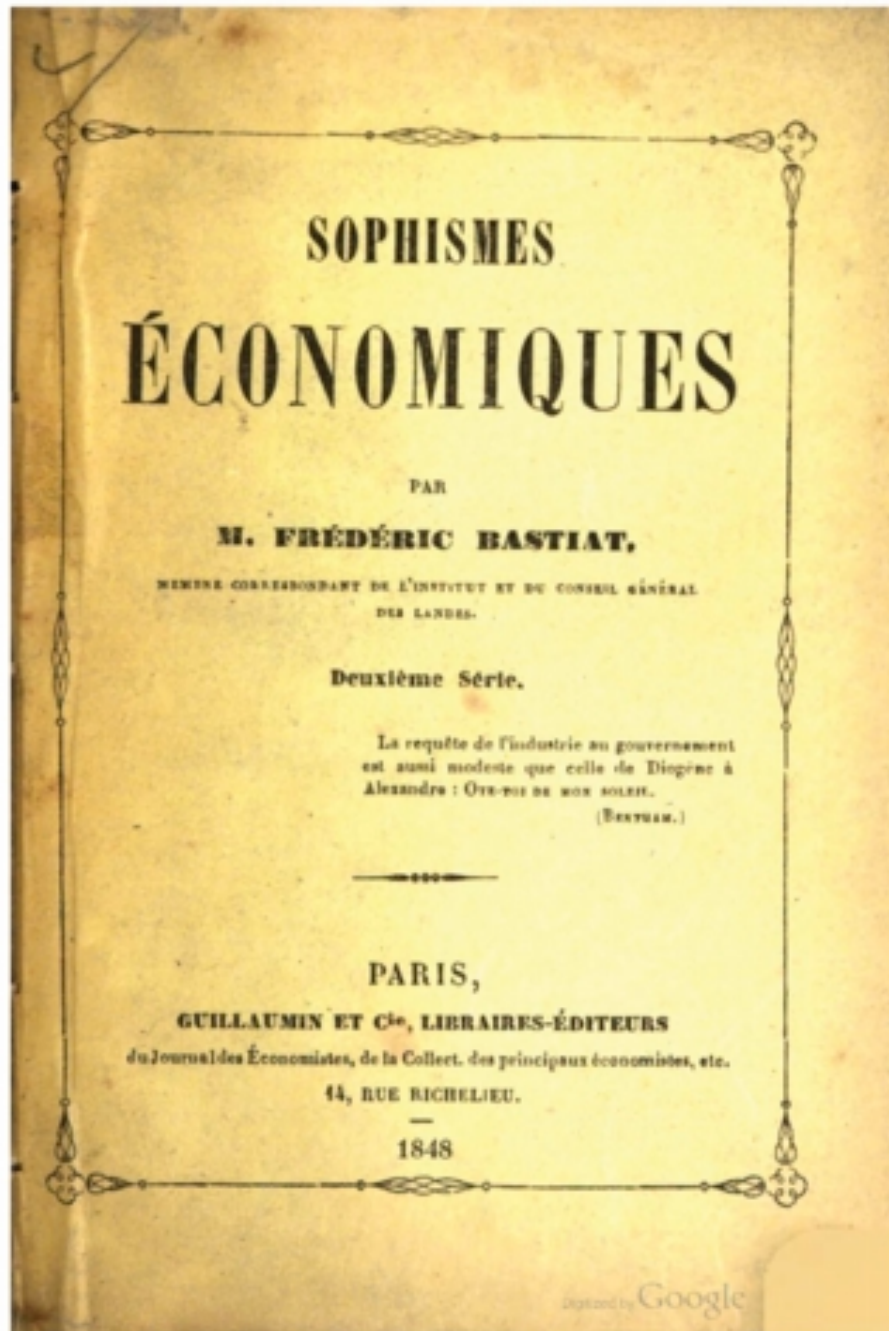 SOPHISMES
ÉCONOMIQUES
PAR
M. FRÉDÉRIC BASTIAT,
MEMBRE CORRESPONDANT DE L'INSTITUT ET DU CONSEIL GÉNÉRAL
DES LANDES.
Deuxième Série.
La requête de l'industrie au gouvernement
est aussi modeste que celle de Diogène à
Alexandre : OTE-TOI DE MON SOLEIL.
(BENTHAM.)
PARIS,
GUILLAUMIN ET Cie, LIBRAIRES-ÉDITEURS
du Journal des Économistes, de la Collect. des principaux économistes, etc.
14, RUE RICHELIEU.
1848
Digitized by Google